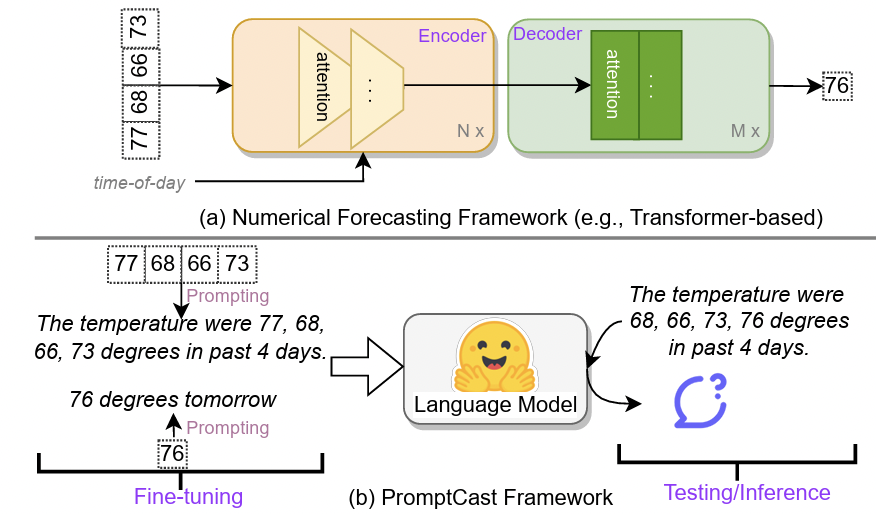 73
66
68
77
Encoder
Decoder
attention
. . .
attention
. . .
76
N x
M x
time-of-day
(a) Numerical Forecasting Framework (e.g., Transformer-based)
77 68 66 73
Prompting
The temperature were 77, 68,
66, 73 degrees in past 4 days.
76 degrees tomorrow
Prompting
76
Fine-tuning
Language Model
The temperature were
68, 66, 73, 76 degrees
in past 4 days.
?
Testing/Inference
(b) PromptCast Framework